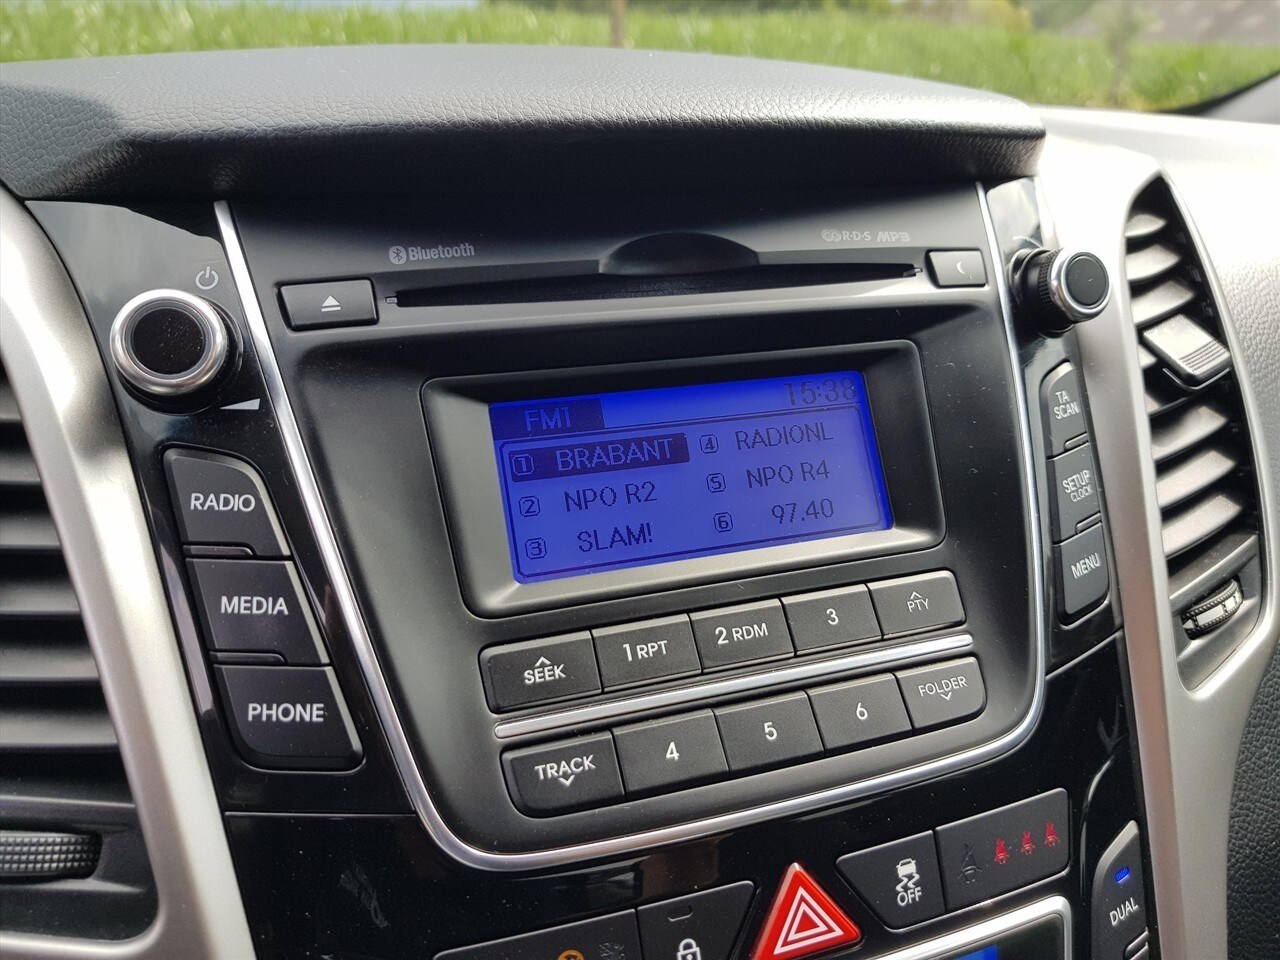 Bluetooth
R·D·S MP3
FM1
15:38
1 BRABANT
2 NPO R2
3 SLAM!
4 RADIONL
5 NPO R4
6 97.40
RADIO
MEDIA
PHONE
TA
SCAN
SETUP
CLOCK
MENU
SEEK
1 RPT
2 RDM
3
PTY
TRACK
4
5
6
FOLDER
OFF
DUAL